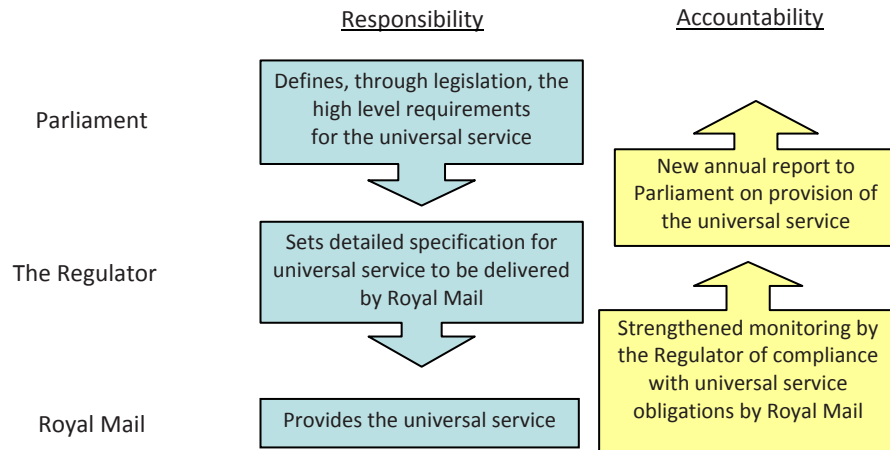 Responsibility
Accountability
Parliament
Defines, through legislation, the
high level requirements
for the universal service
New annual report to
Parliament on provision of
the universal service
The Regulator
Sets detailed specification for
universal service to be delivered
by Royal Mail
Strengthened monitoring by
the Regulator of compliance
with universal service
obligations by Royal Mail
Royal Mail
Provides the universal service